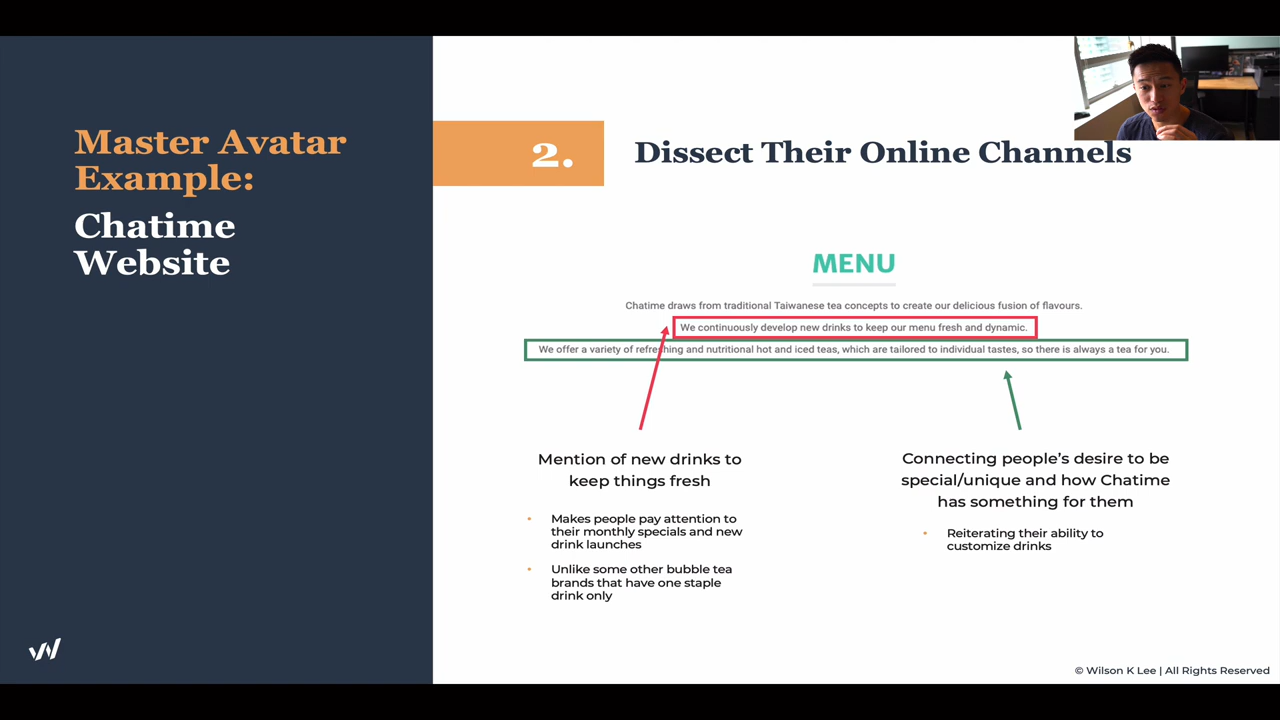 Master Avatar
Example:
Chatime
Website
2.
Dissect Their Online Channels
MENU
Chatime draws from traditional Taiwanese tea concepts to create our delicious fusion of flavours.
We continuously develop new drinks to keep our menu fresh and dynamic.
We offer a variety of refreshing and nutritional hot and iced teas, which are tailored to individual tastes, so there is always a tea for you.
Mention of new drinks to
keep things fresh
• Makes people pay attention to
their monthly specials and new
drink launches
• Unlike some other bubble tea
brands that have one staple
drink only
Connecting people’s desire to be
special/unique and how Chatime
has something for them
• Reiterating their ability to
customize drinks
© Wilson K Lee | All Rights Reserved